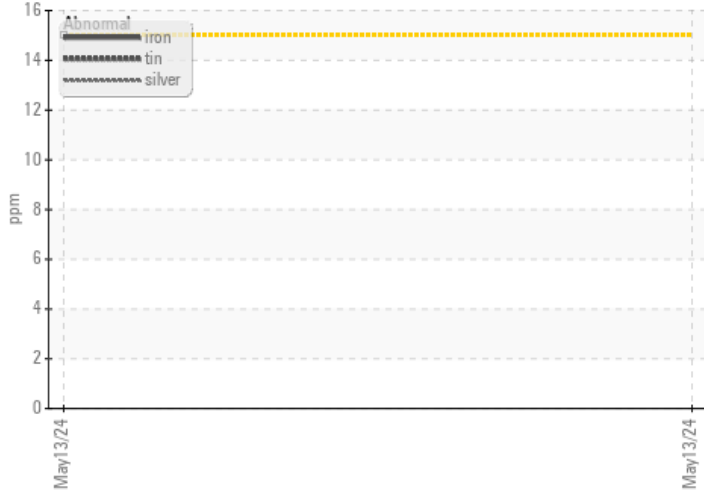 16
Abnormal
iron
14
tin
silver
12
10
8
ppm
6
4
2
0
May13/24
May13/24